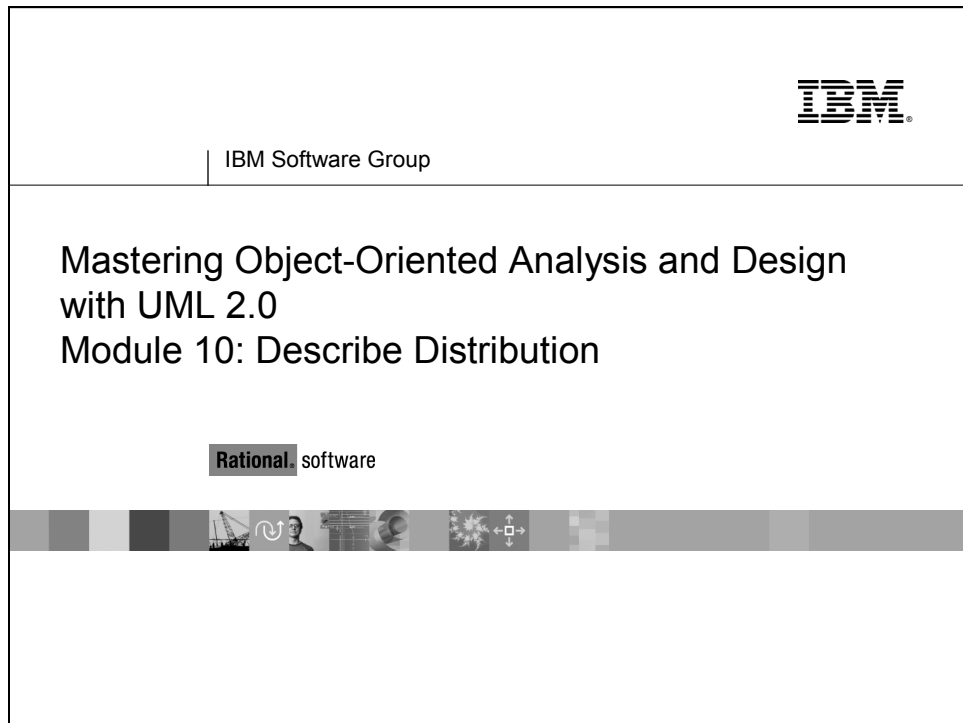 IBM®
IBM Software Group
Mastering Object-Oriented Analysis and Design
with UML 2.0
Module 10: Describe Distribution
Rational® software